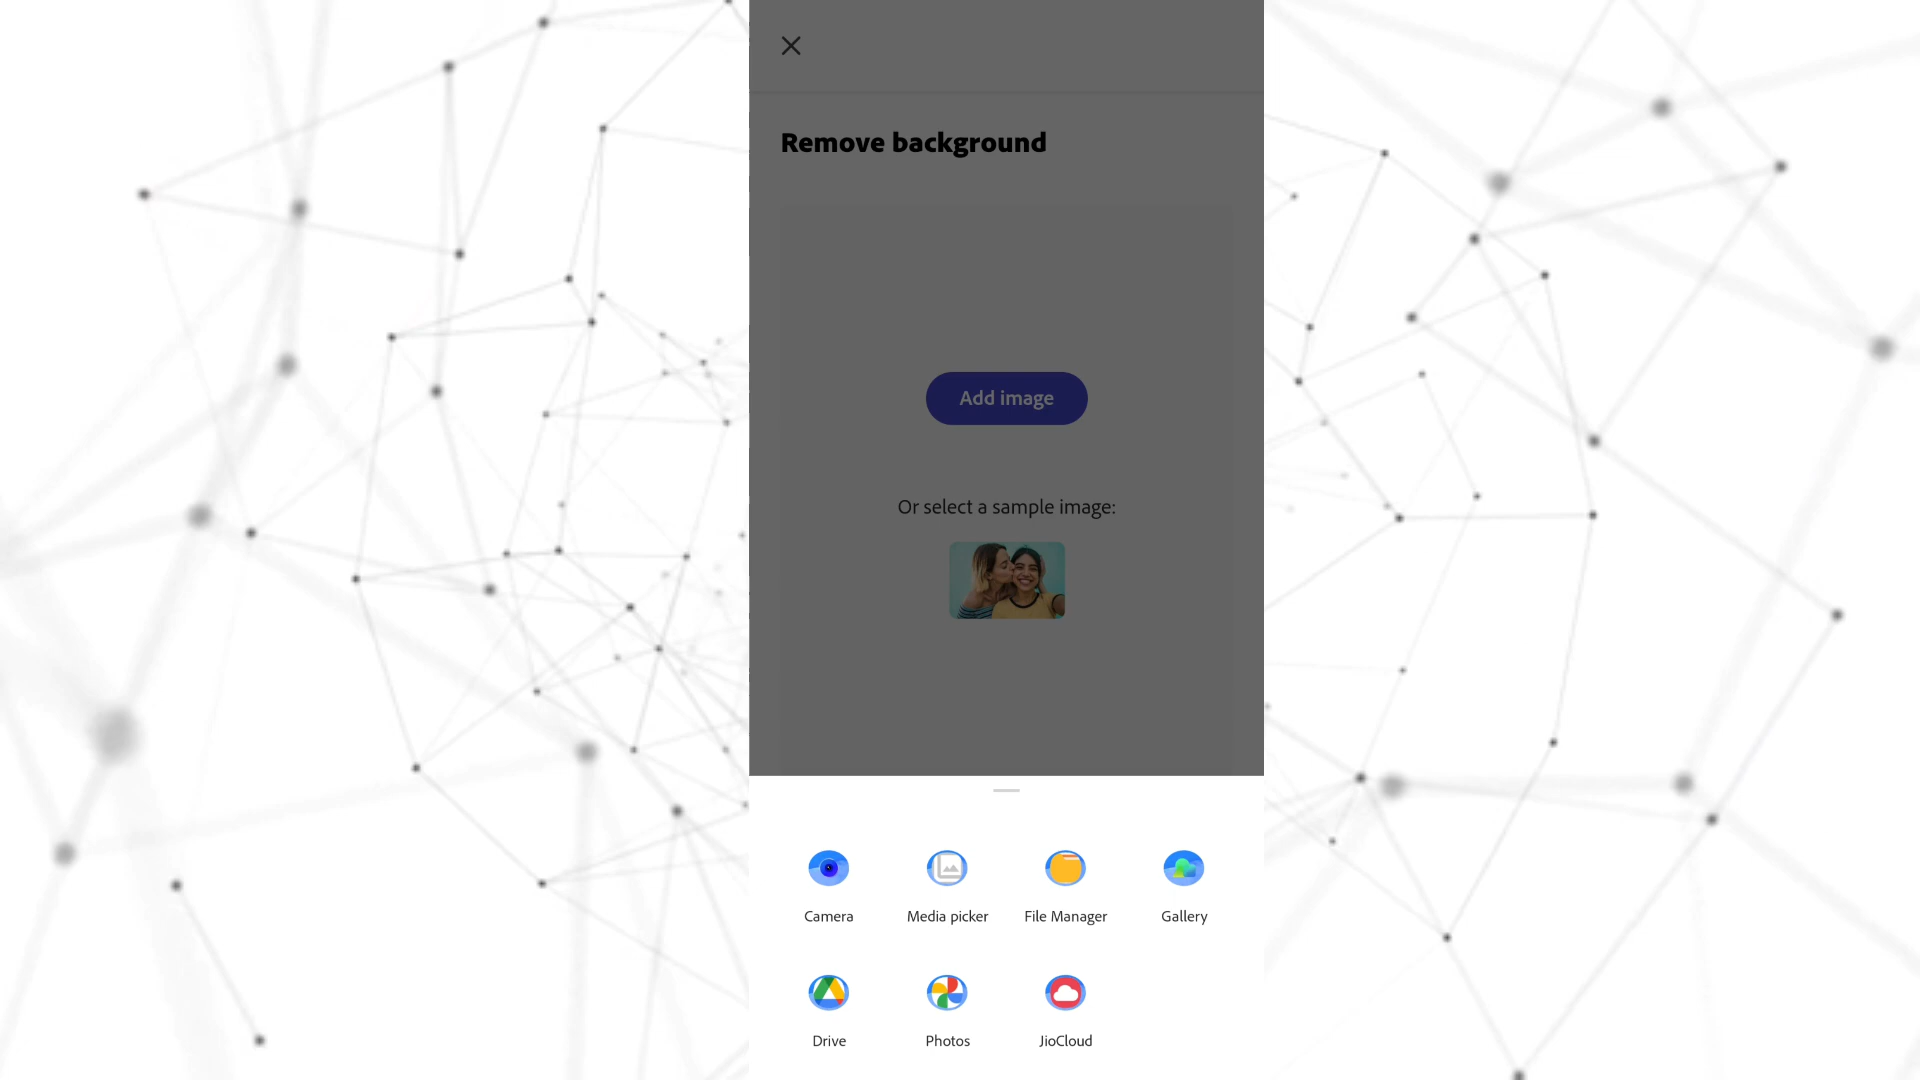 Remove background
Add image
Or select a sample image:
Camera
Media picker
File Manager
Gallery
Drive
Photos
JioCloud